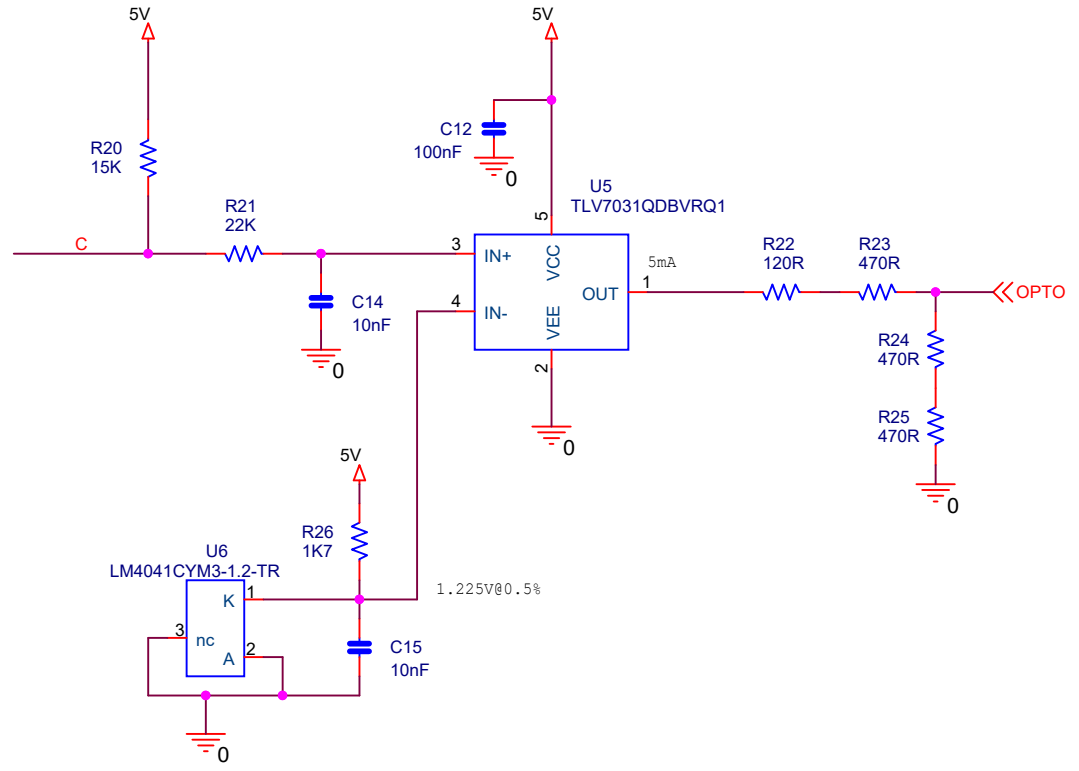 5V
5V
R20
15K
C12
100nF
0
U5
TLV7031QDBVRQ1
C
R21
22K
C14
10nF
0
3
4
5
2
1
IN+
IN-
VCC
VEE
OUT
5mA
0
R22
120R
R23
470R
OPTO
R24
470R
R25
470R
0
5V
R26
1K7
U6
LM4041CYM3-1.2-TR
K
1
3
nc
A
2
1.225V@0.5%
C15
10nF
0